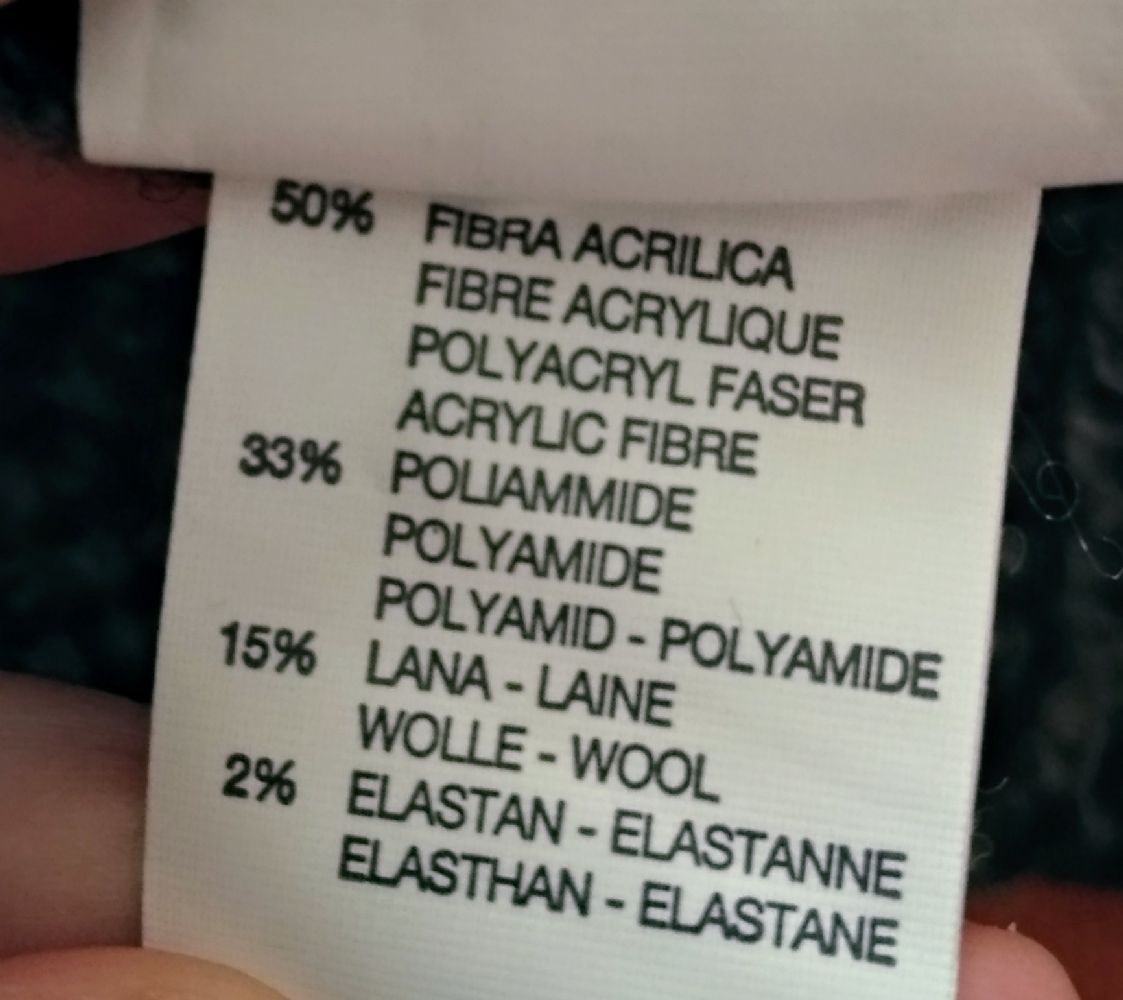 50% FIBRA ACRILICA
FIBRE ACRYLIQUE
POLYACRYL FASER
ACRYLIC FIBRE
33% POLIAMMIDE
POLYAMIDE
POLYAMID - POLYAMIDE
15% LANA - LAINE
WOLLE - WOOL
2% ELASTAN - ELASTANNE
ELASTHAN - ELASTANE